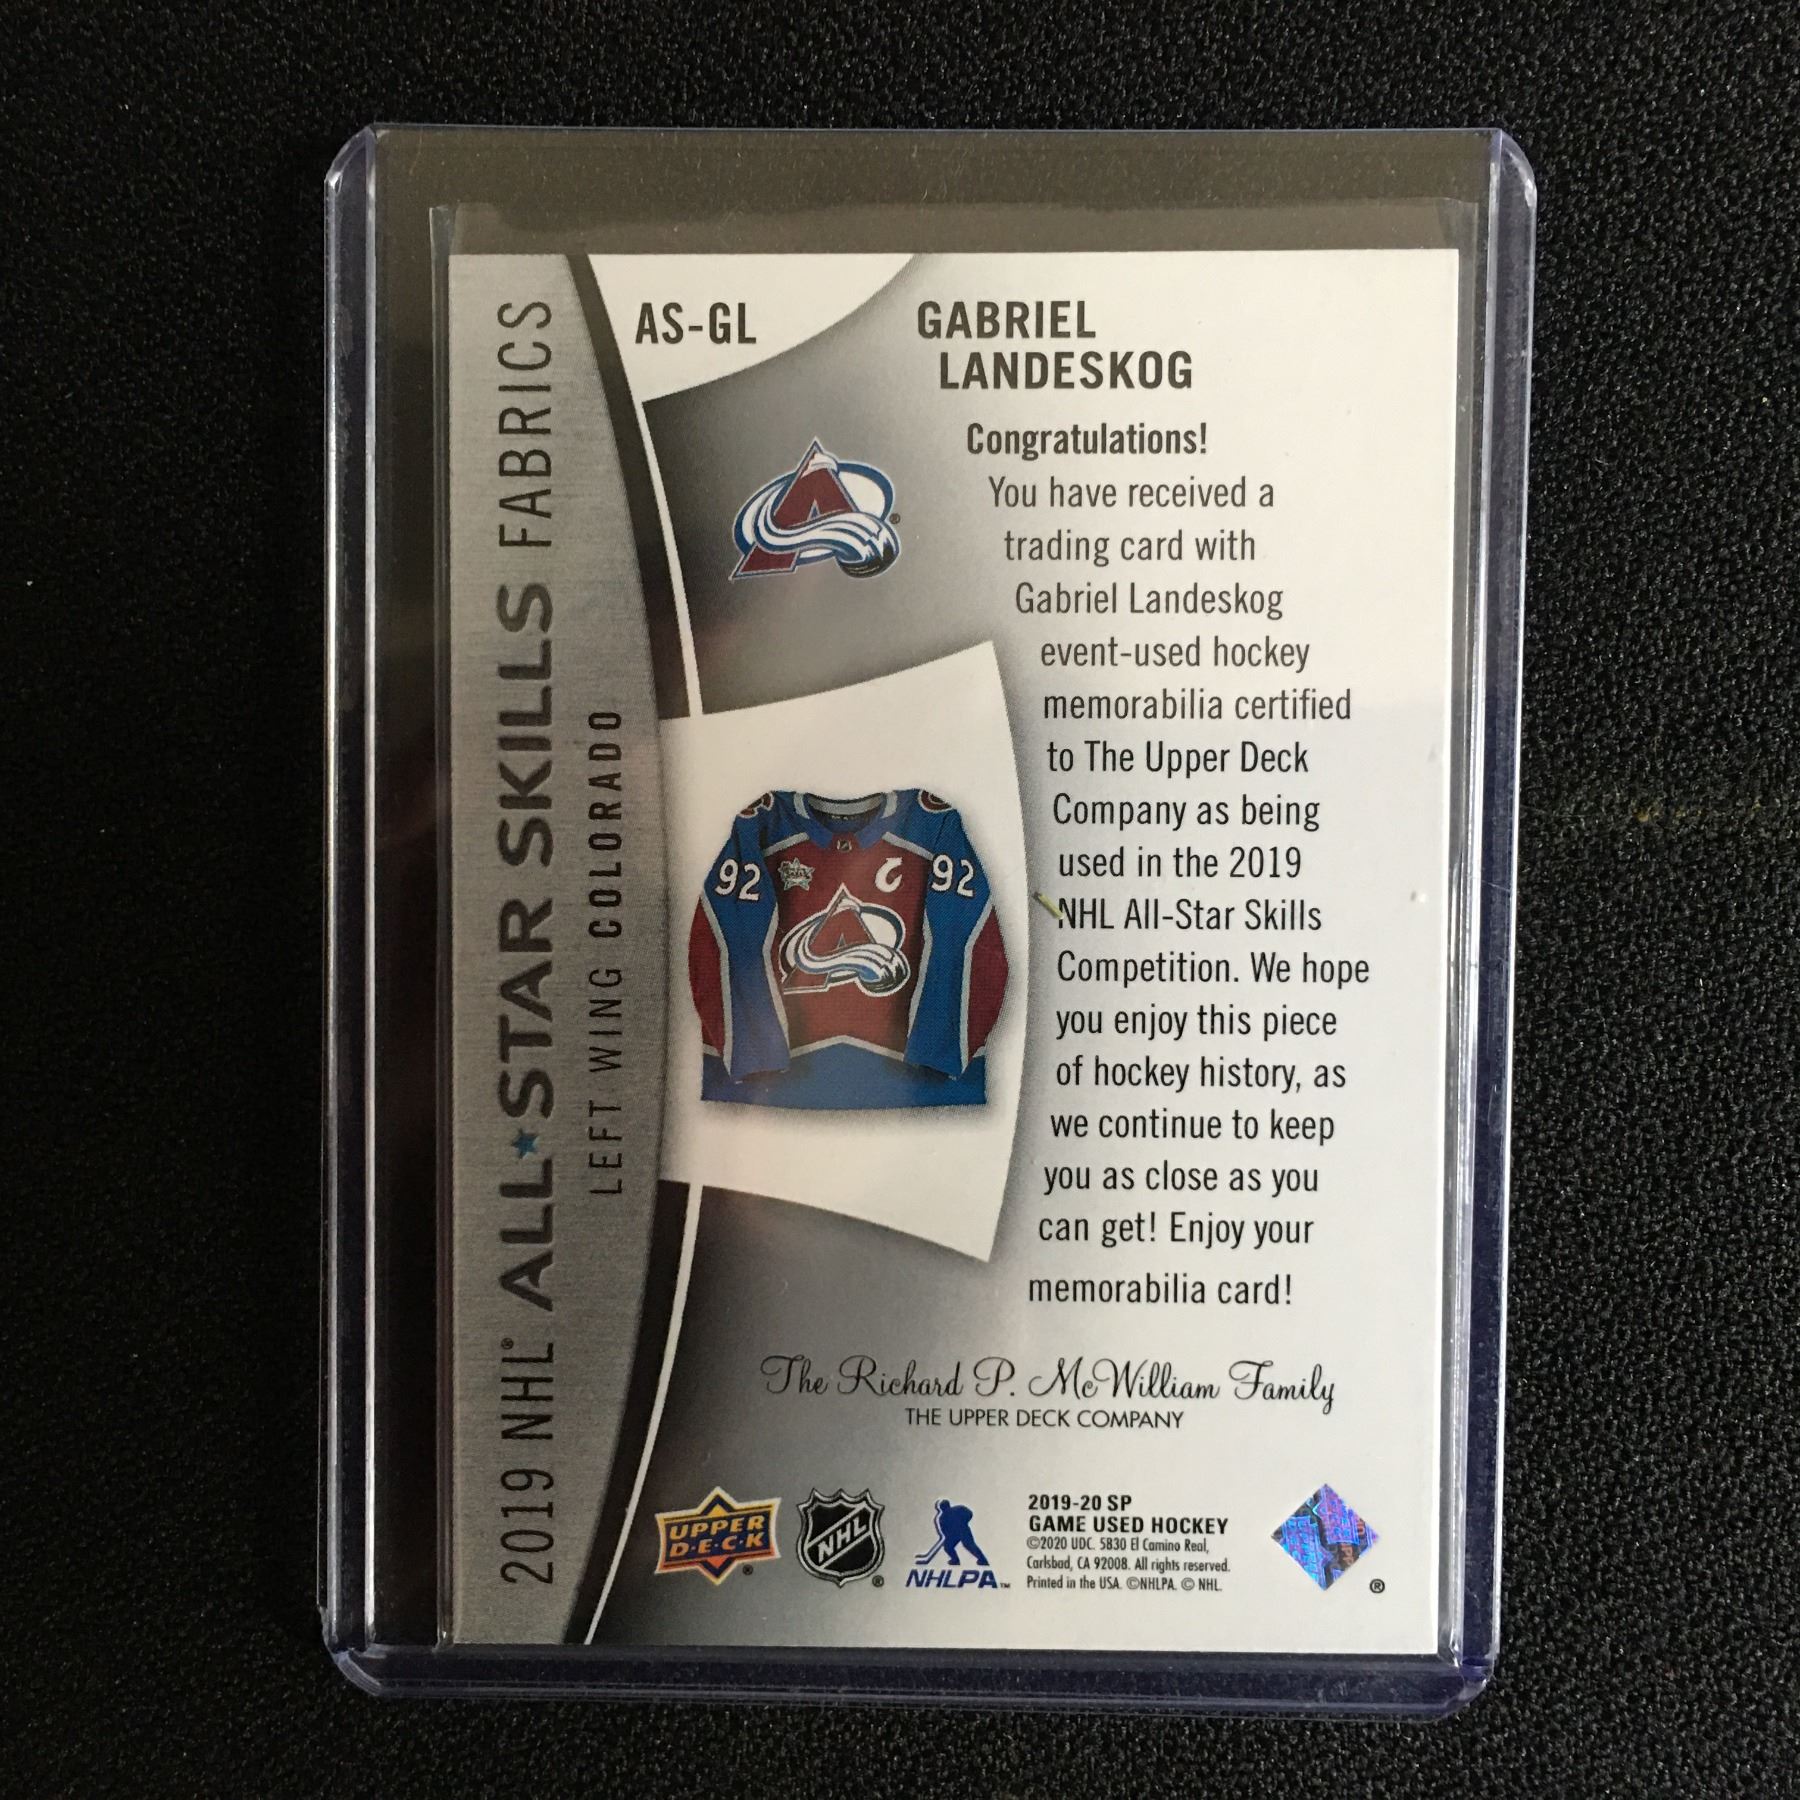 2019 NHL® ALL★STAR SKILLS FABRICS
LEFT WING COLORADO
AS-GL
GABRIEL
LANDESKOG
Congratulations!
You have received a
trading card with
Gabriel Landeskog
event-used hockey
memorabilia certified
to The Upper Deck
Company as being
used in the 2019
NHL All-Star Skills
Competition. We hope
you enjoy this piece
of hockey history, as
we continue to keep
you as close as you
can get! Enjoy your
memorabilia card!
92 C 92
The Richard P. McWilliam Family
THE UPPER DECK COMPANY
UPPER
D·E·C·K ®
NHL ®
NHLPA™
2019-20 SP
GAME USED HOCKEY
©2020 UDC. 5830 El Camino Real,
Carlsbad, CA 92008. All rights reserved.
Printed in the USA. ©NHLPA. © NHL.
®